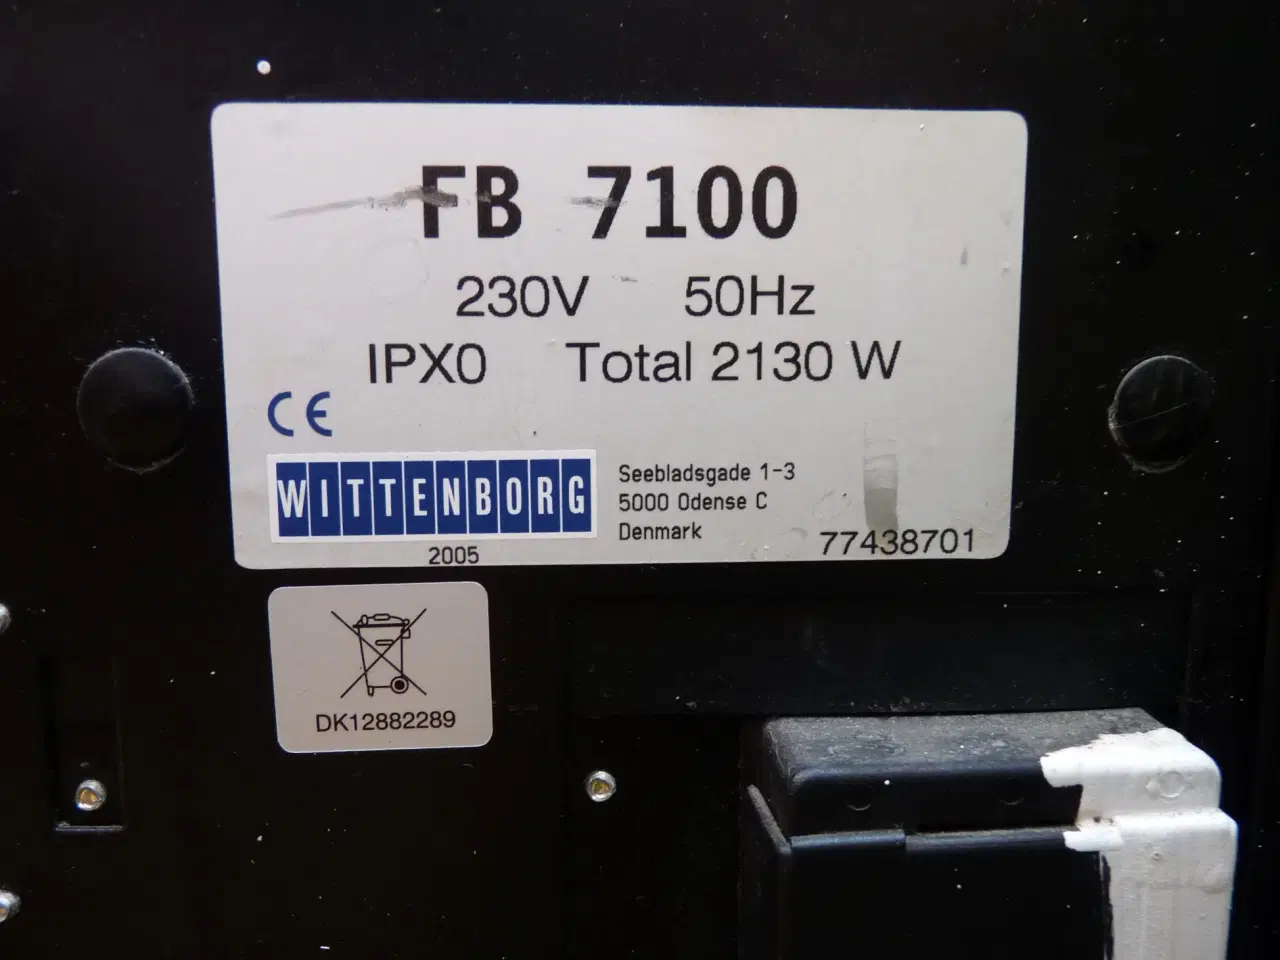 FB 7100
230V 50Hz
IPX0 Total 2130 W
CE
WITTENBORG
2005
Seebladsgade 1-3
5000 Odense C
Denmark
77438701
DK12882289